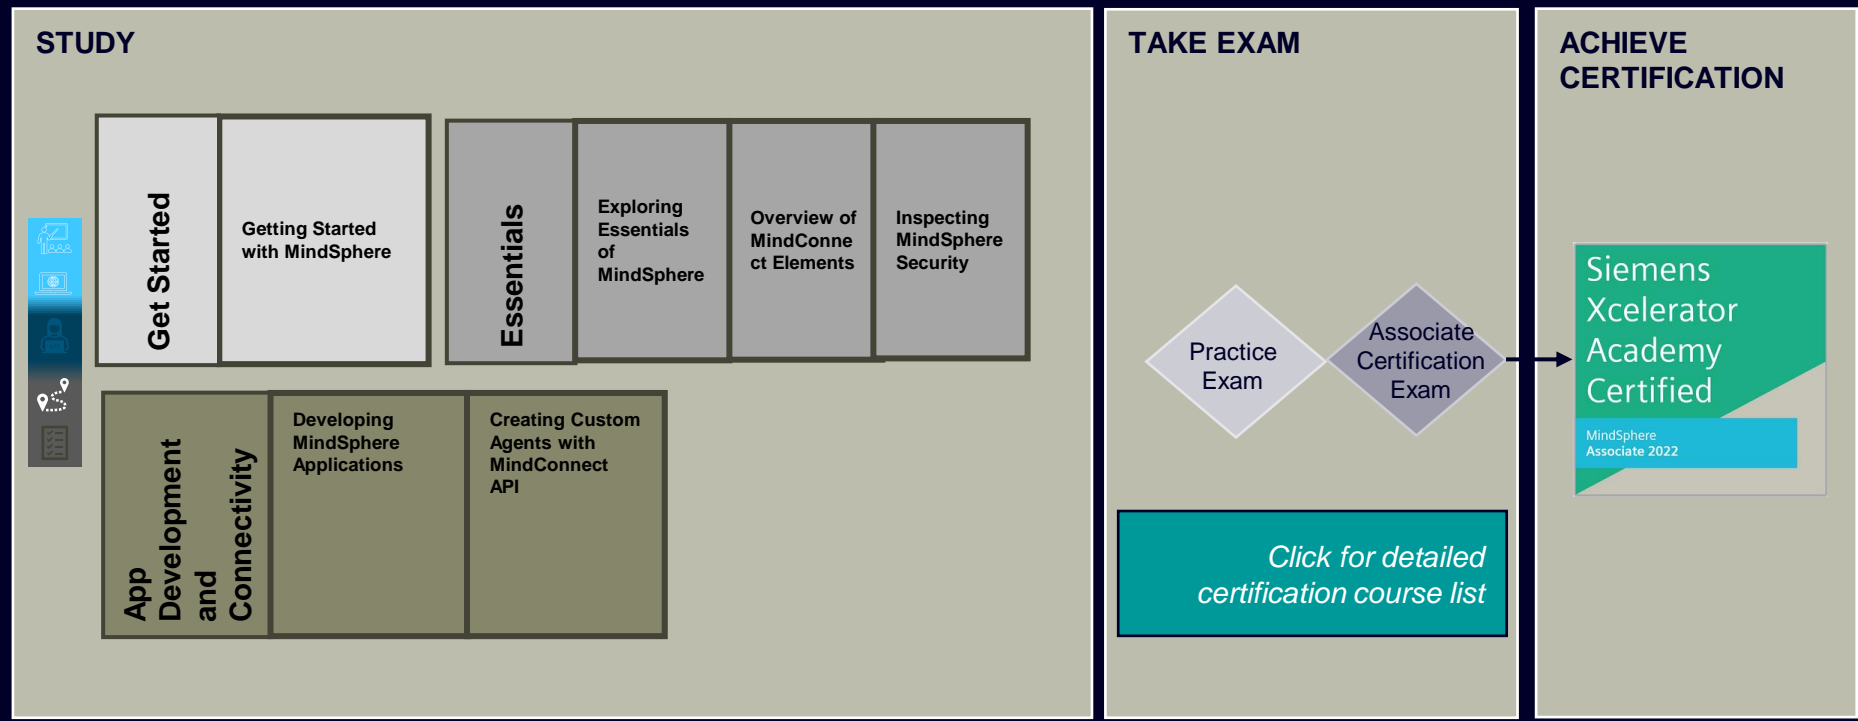 STUDY
Get Started
Getting Started
with MindSphere
Essentials
Exploring
Essentials
of
MindSphere
Overview of
MindConne
ct Elements
Inspecting
MindSphere
Security
App
Development
and
Connectivity
Developing
MindSphere
Applications
Creating Custom
Agents with
MindConnect
API
TAKE EXAM
Practice
Exam
Associate
Certification
Exam
Click for detailed
certification course list
ACHIEVE
CERTIFICATION
Siemens
Xcelerator
Academy
Certified
MindSphere
Associate 2022